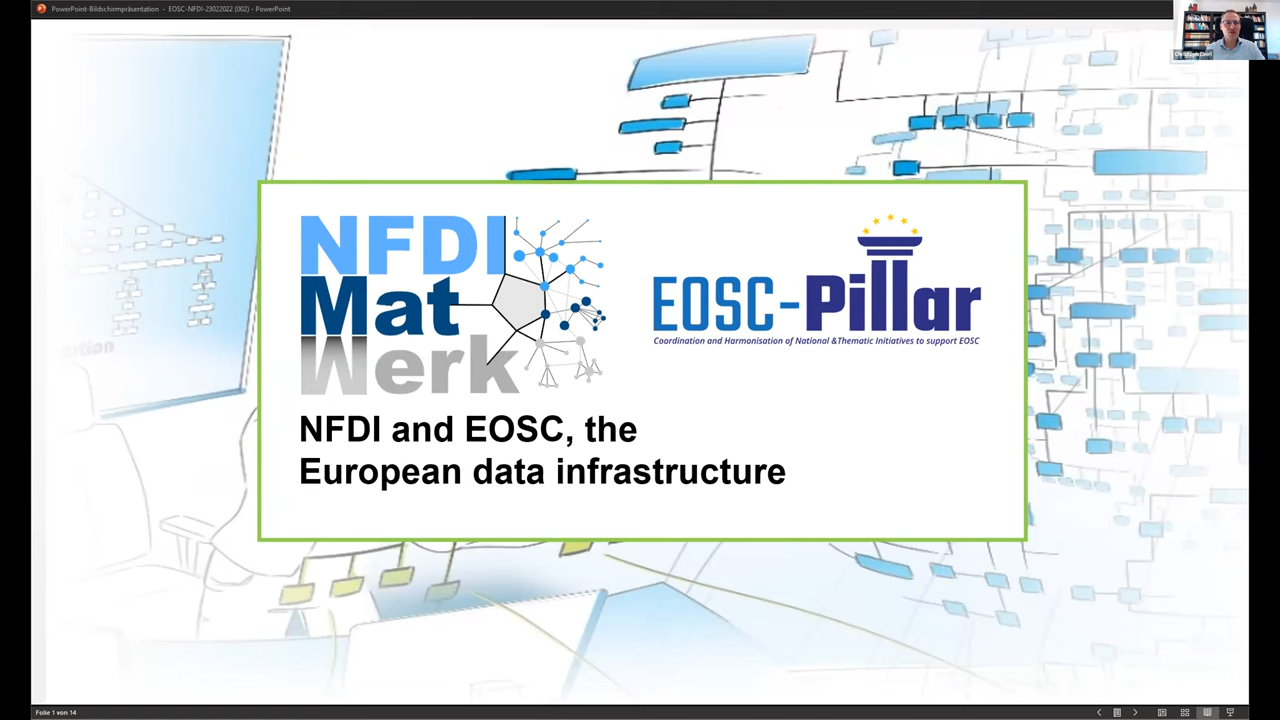 PowerPoint-Bildschirmpräsentation - EOSC-NFDI-23022022 (002) - PowerPoint
NFDI
Mat
Werk
EOSC-Pillar
Coordination and Harmonisation of National &Thematic Initiatives to support EOSC
NFDI and EOSC, the
European data infrastructure
Folie 1 von 14